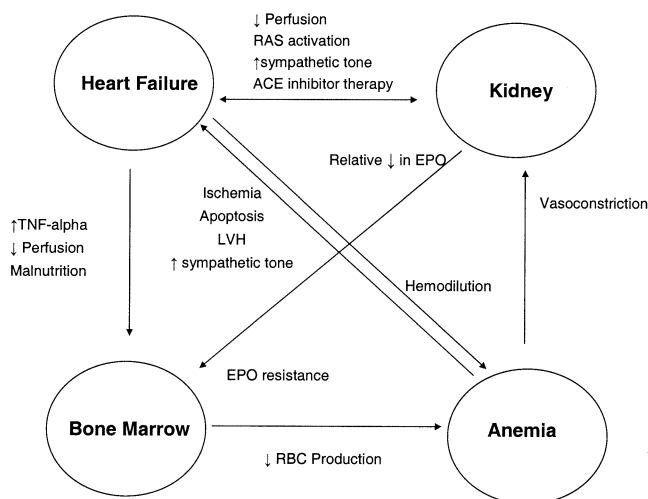 ↓ Perfusion
RAS activation
↑sympathetic tone
ACE inhibitor therapy
Heart Failure
Kidney
Relative ↓ in EPO
Ischemia
Apoptosis
LVH
↑ sympathetic tone
Vasoconstriction
↑TNF-alpha
↓ Perfusion
Malnutrition
Hemodilution
EPO resistance
Bone Marrow
Anemia
↓ RBC Production